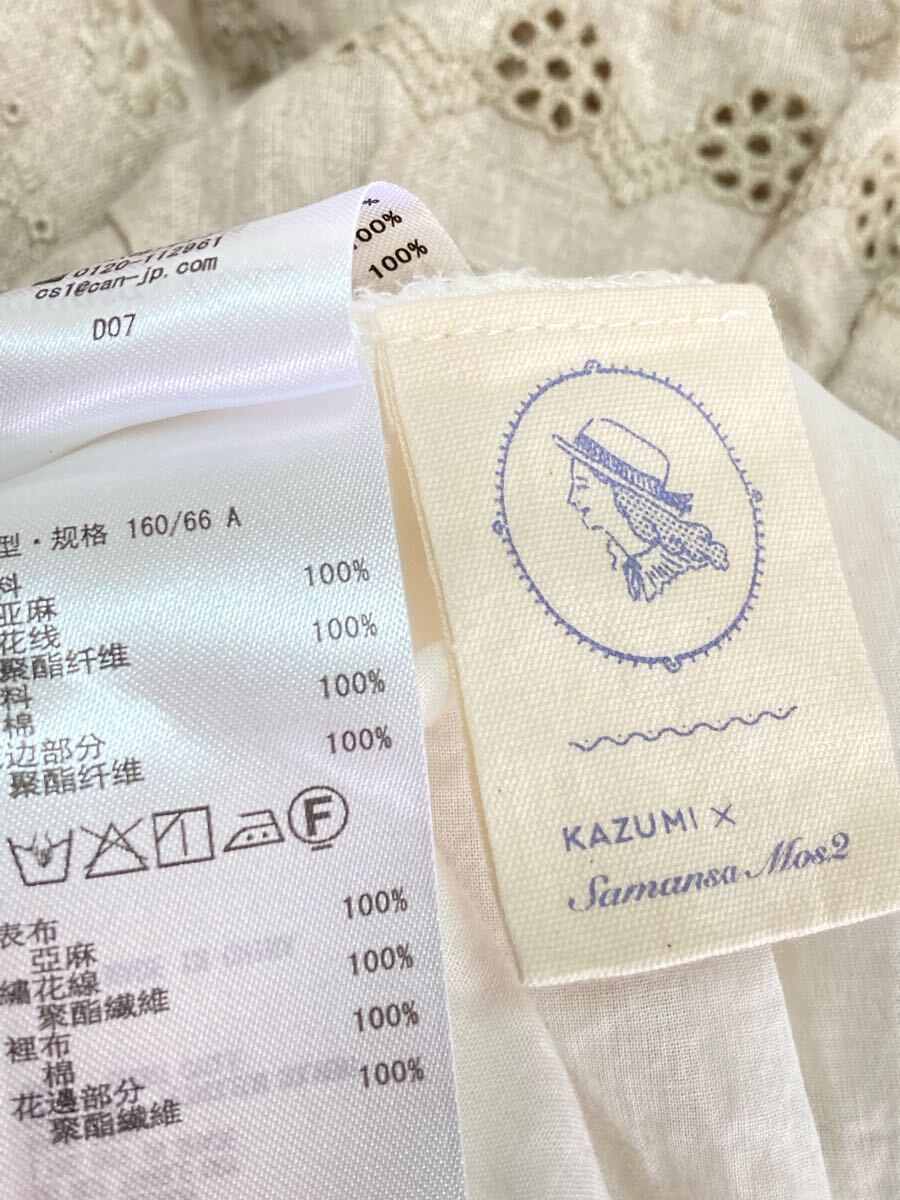 0120-112961
cs1@can-jp.com
D07
100%
100%
型・规格 160/66 A
料
100%
亚麻
花线
100%
聚酯纤维
料
100%
棉
边部分
100%
聚酯纤维
F
表布
100%
亞麻
繡花線
100%
聚酯纖維
裡布
100%
棉
花邊部分
100%
聚酯纖維
KAZUMI ×
Samansa Mos2